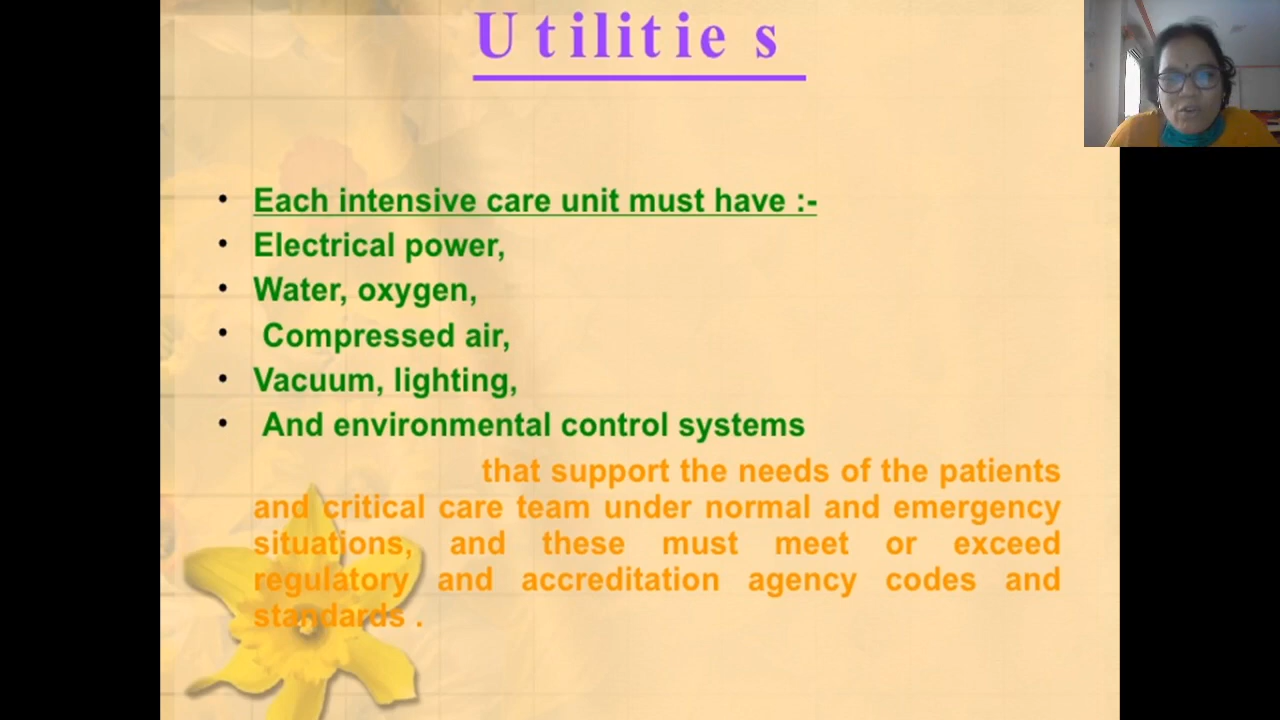 Utilities
• Each intensive care unit must have :-
• Electrical power,
• Water, oxygen,
• Compressed air,
• Vacuum, lighting,
• And environmental control systems
that support the needs of the patients
and critical care team under normal and emergency
situations, and these must meet or exceed
regulatory and accreditation agency codes and
standards .